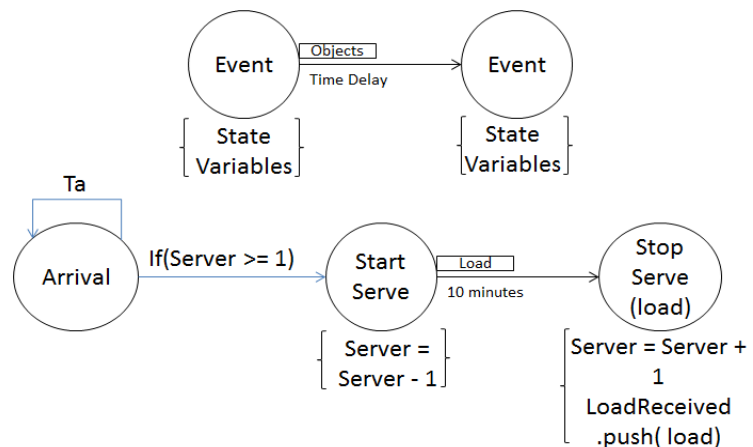 Objects
Event
Event
Time Delay
State
Variables
State
Variables
Ta
Arrival
If(Server >= 1)
Start
Serve
Load
10 minutes
Stop
Serve
(load)
Server =
Server - 1
Server = Server +
1
LoadReceived
.push( load)